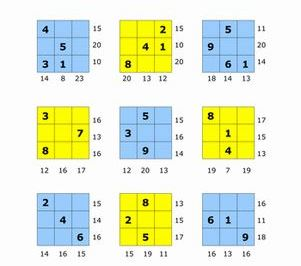 4 15 2 15 5 11
5 20 4 1 20 9 20
3 1 10 8 10 6 1 14
14 8 23 20 13 12 18 14 13
3 16 5 15 8 17
7 13 3 16 1 15
8 16 9 14 4 13
12 16 17 12 20 13 19 7 19
2 15 8 13 16
4 14 2 15 6 1 11
6 16 5 17 9 18
14 16 15 15 19 11 16 13 16